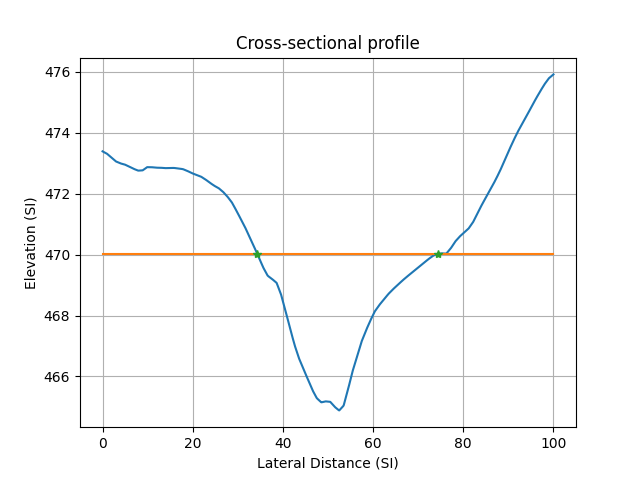 Cross-sectional profile
476
474
472
470
468
466
Elevation (SI)
0 20 40 60 80 100
Lateral Distance (SI)